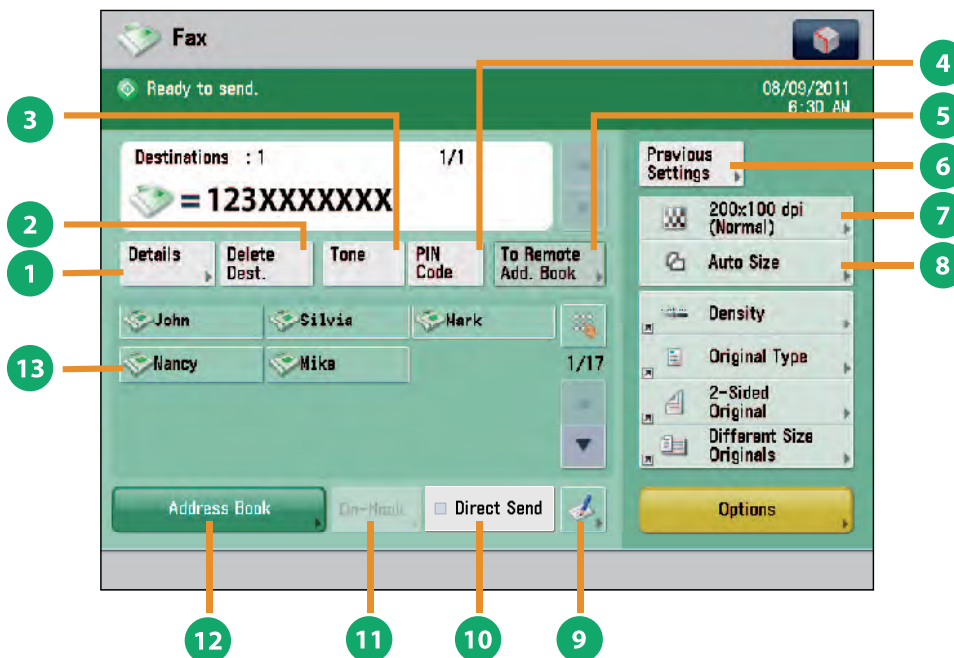 Fax
4
Ready to send.
08/09/2011
6:30 AM
3
5
Destinations : 1 1/1
Previous
Settings
6
= 123XXXXXXX
200x100 dpi
(Normal)
7
2
Details
Delete
Dest.
Tone
PIN
Code
To Remote
Add. Book
Auto Size
8
1
John Silvia Mark
Density
13
Nancy Mike 1/17
Original Type
2-Sided
Original
Different Size
Originals
Address Book On-Hook Direct Send Options
12 11 10 9